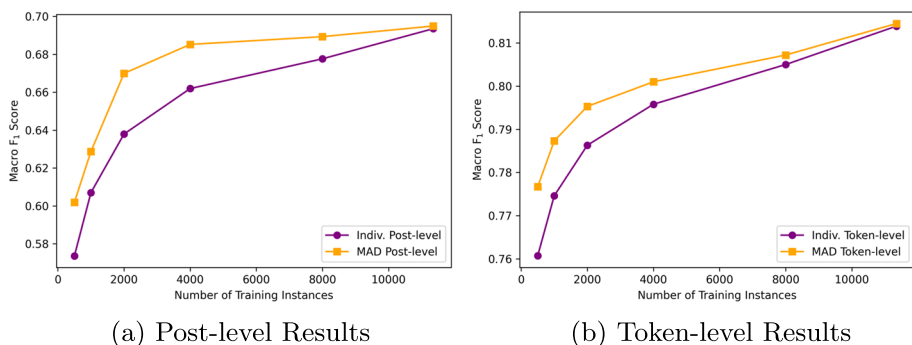 0.70
0.68
0.66
0.64
0.62
0.60
0.58
Macro F₁ Score
0
2000
4000
6000
8000
10000
Number of Training Instances
Indiv. Post-level
MAD Post-level
(a) Post-level Results
0.81
0.80
0.79
0.78
0.77
0.76
Macro F₁ Score
0
2000
4000
6000
8000
10000
Number of Training Instances
Indiv. Token-level
MAD Token-level
(b) Token-level Results